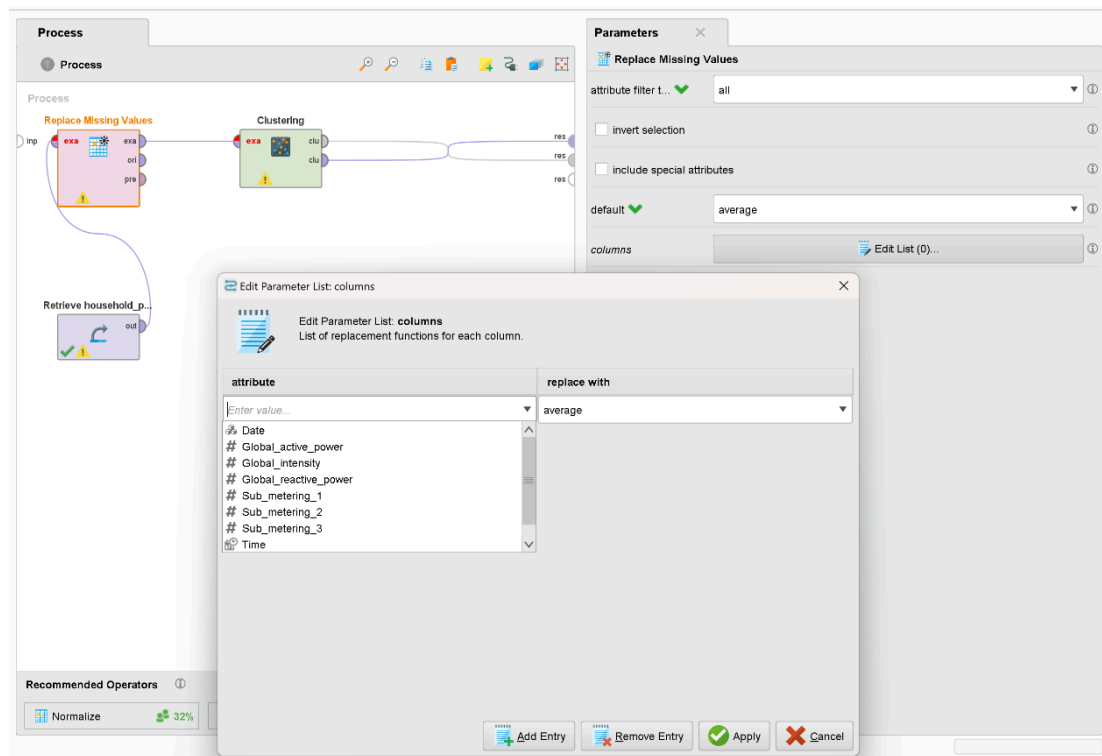 Process
Process
Process
Replace Missing Values
inp
exa
exa
ori
pre
Clustering
exa
clu
clu
res
res
res
Retrieve household_p...
out
Recommended Operators
Normalize
32%
Parameters
Replace Missing Values
attribute filter t...
all
invert selection
include special attributes
default
average
columns
Edit List (0)...
Edit Parameter List: columns
Edit Parameter List: columns
List of replacement functions for each column.
attribute
replace with
Enter value...
average
Date
# Global_active_power
# Global_intensity
# Global_reactive_power
# Sub_metering_1
# Sub_metering_2
# Sub_metering_3
Time
Add Entry
Remove Entry
Apply
Cancel